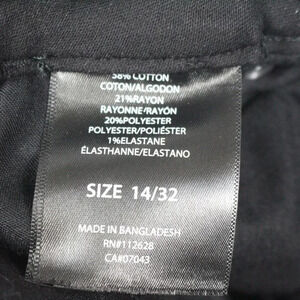 58% COTTON
COTON/ALGODON
21%RAYON
RAYONNE/RAYÓN
20%POLYESTER
POLYESTER/POLIÉSTER
1%ELASTANE
ÉLASTHANNE/ELASTANO
SIZE 14/32
MADE IN BANGLADESH
RN#112628
CA#07043